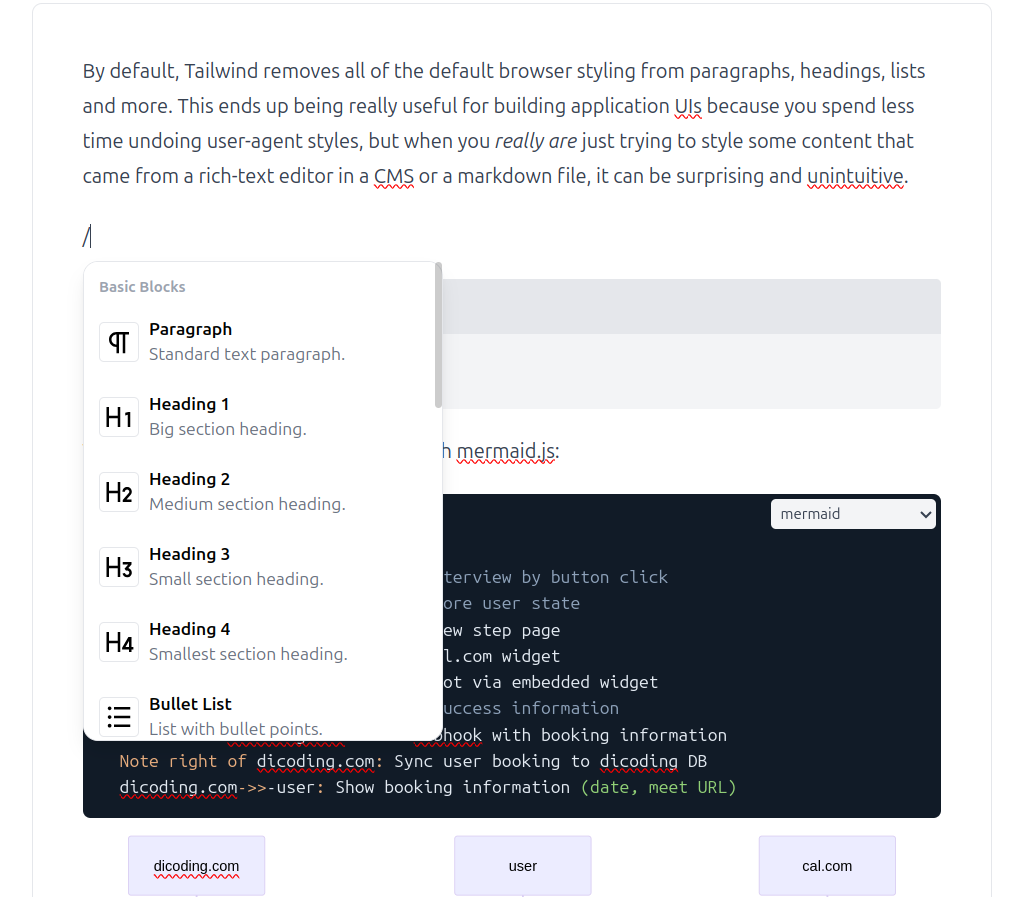 By default, Tailwind removes all of the default browser styling from paragraphs, headings, lists
and more. This ends up being really useful for building application UIs because you spend less
time undoing user-agent styles, but when you really are just trying to style some content that
came from a rich-text editor in a CMS or a markdown file, it can be surprising and unintuitive.
/
Basic Blocks
Paragraph
Standard text paragraph.
H1 Heading 1
Big section heading.
H2 Heading 2
Medium section heading.
H3 Heading 3
Small section heading.
H4 Heading 4
Smallest section heading.
Bullet List
List with bullet points.
mermaid.js:
mermaid
by button click
user state
step page
widget
via embedded widget
information
with booking information
Note right of dicoding.com: Sync user booking to dicoding DB
dicoding.com->>-user: Show booking information (date, meet URL)
dicoding.com
user
cal.com